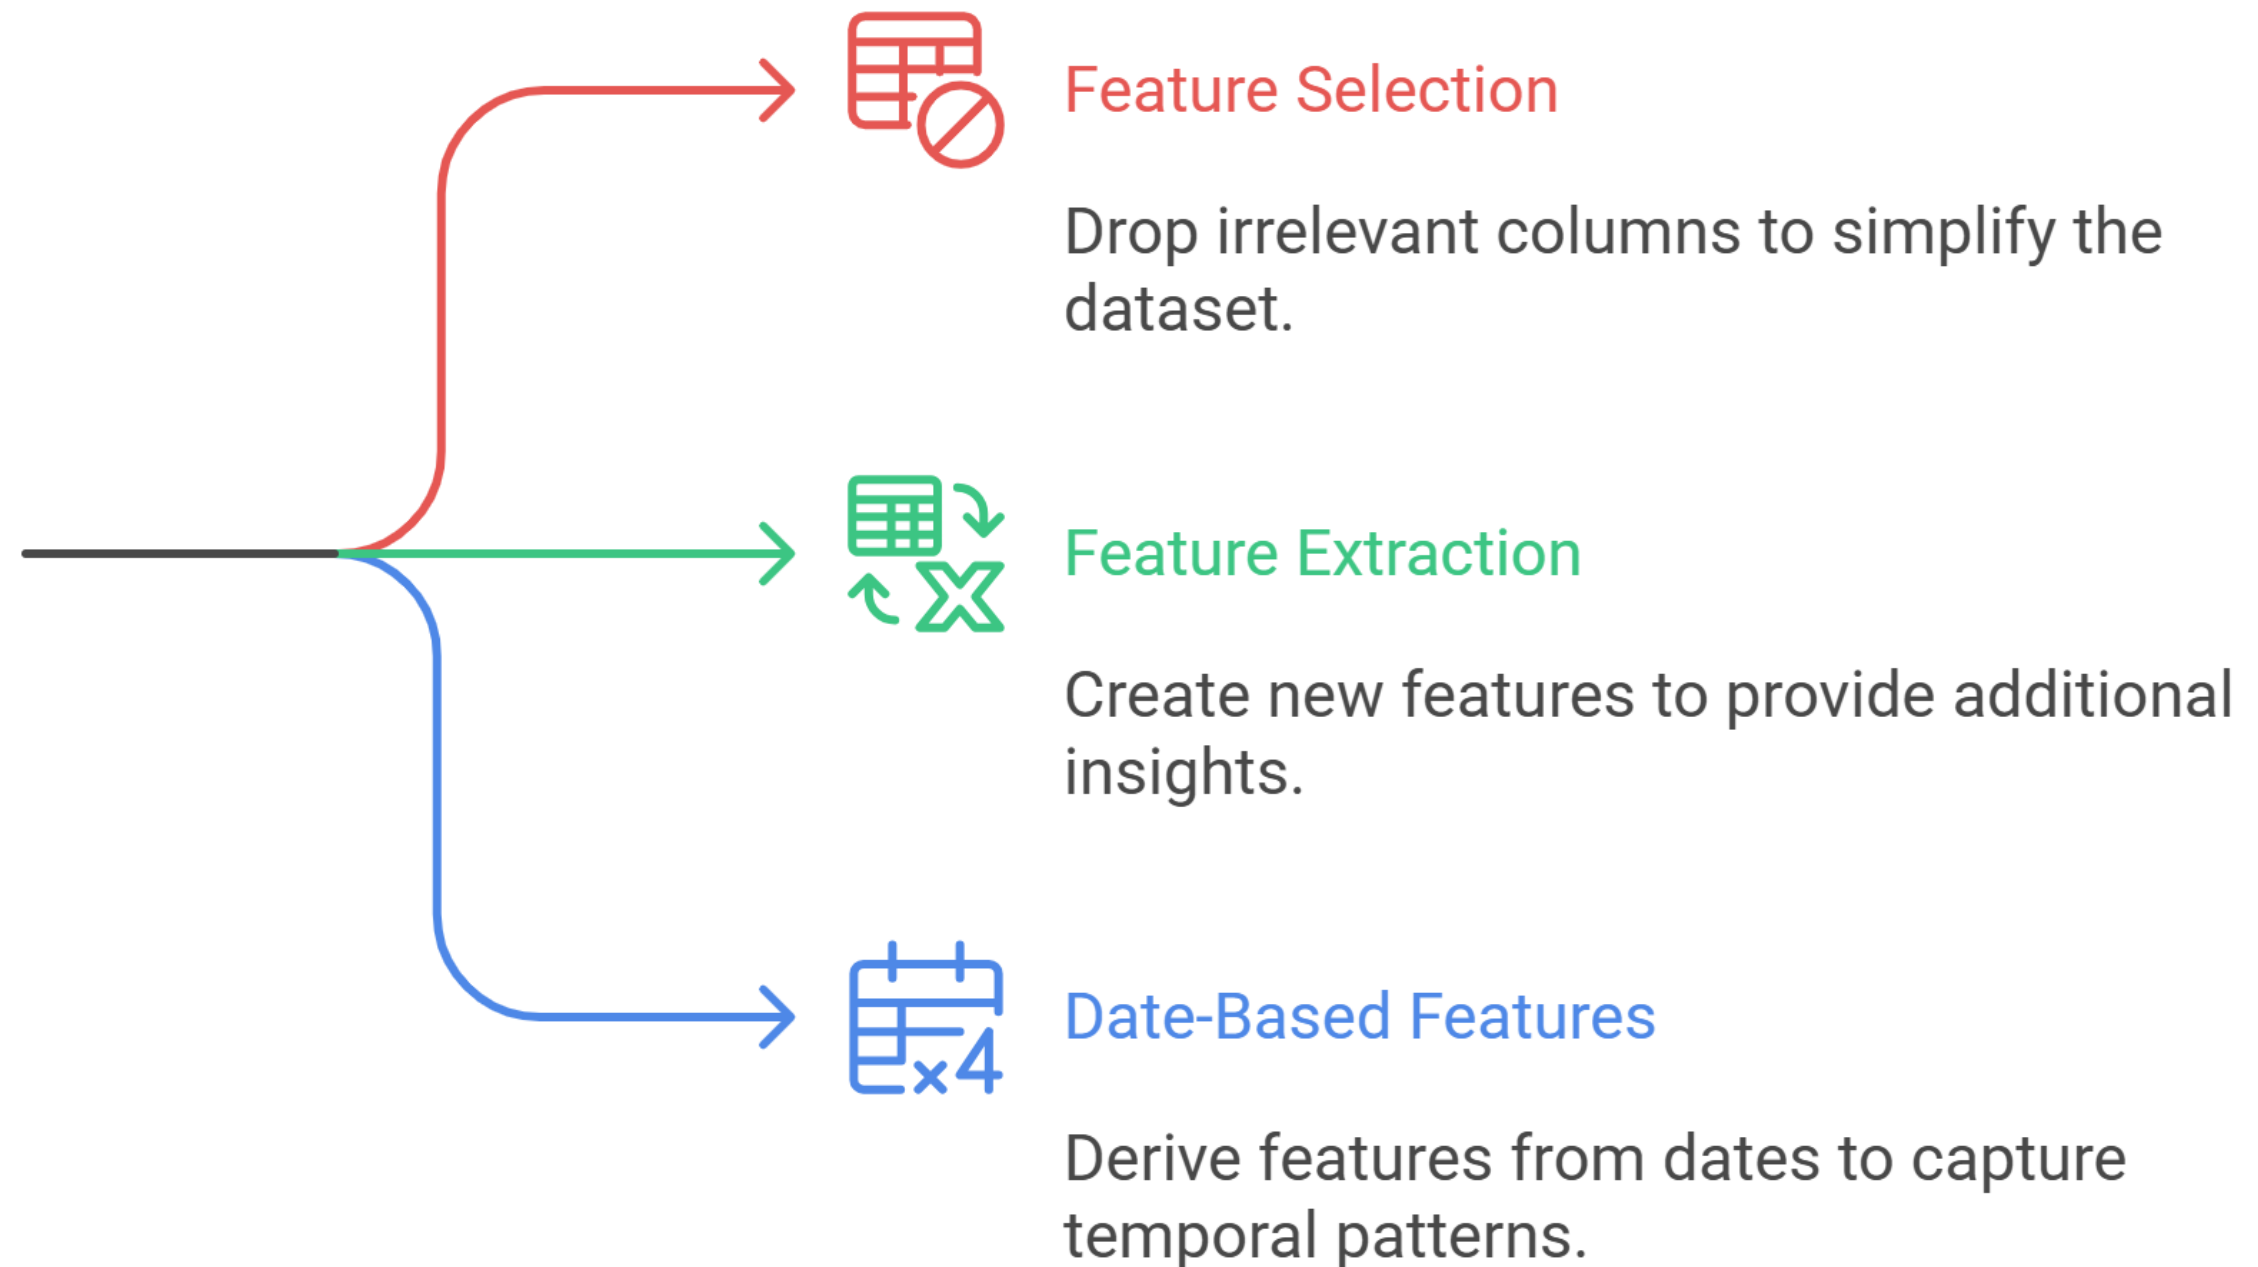 Feature Selection
Drop irrelevant columns to simplify the
dataset.
Feature Extraction
Create new features to provide additional
insights.
x4
Date-Based Features
Derive features from dates to capture
temporal patterns.